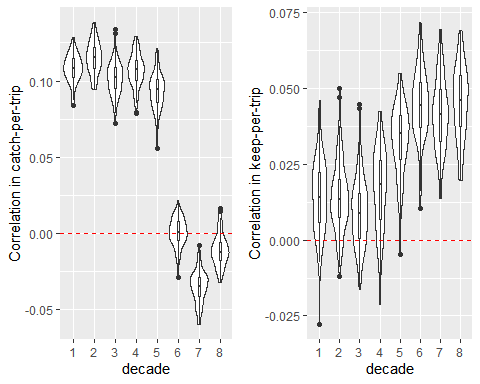 Correlation in catch-per-trip
0.10
0.05
0.00
-0.05
1 2 3 4 5 6 7 8
decade
Correlation in keep-per-trip
0.075
0.050
0.025
0.000
-0.025
1 2 3 4 5 6 7 8
decade